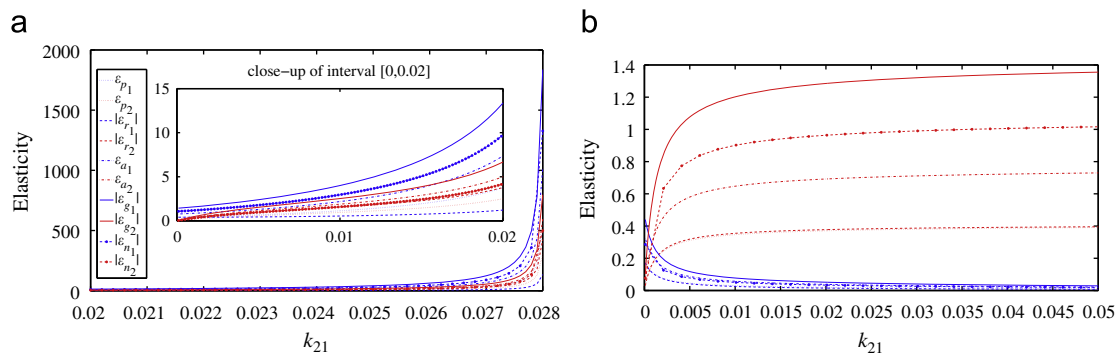 a
b
2000
1500
1000
500
0
Elasticity
0.02 0.021 0.022 0.023 0.024 0.025 0.026 0.027 0.028
k21
εp1
εp2
|εr1|
|εr2|
εa1
εa2
|εg1|
|εg2|
|εn1|
|εn2|
close-up of interval [0,0.02]
15
10
5
0
0 0.01 0.02
1.4
1.2
1
0.8
0.6
0.4
0.2
0
Elasticity
0 0.005 0.01 0.015 0.02 0.025 0.03 0.035 0.04 0.045 0.05
k21